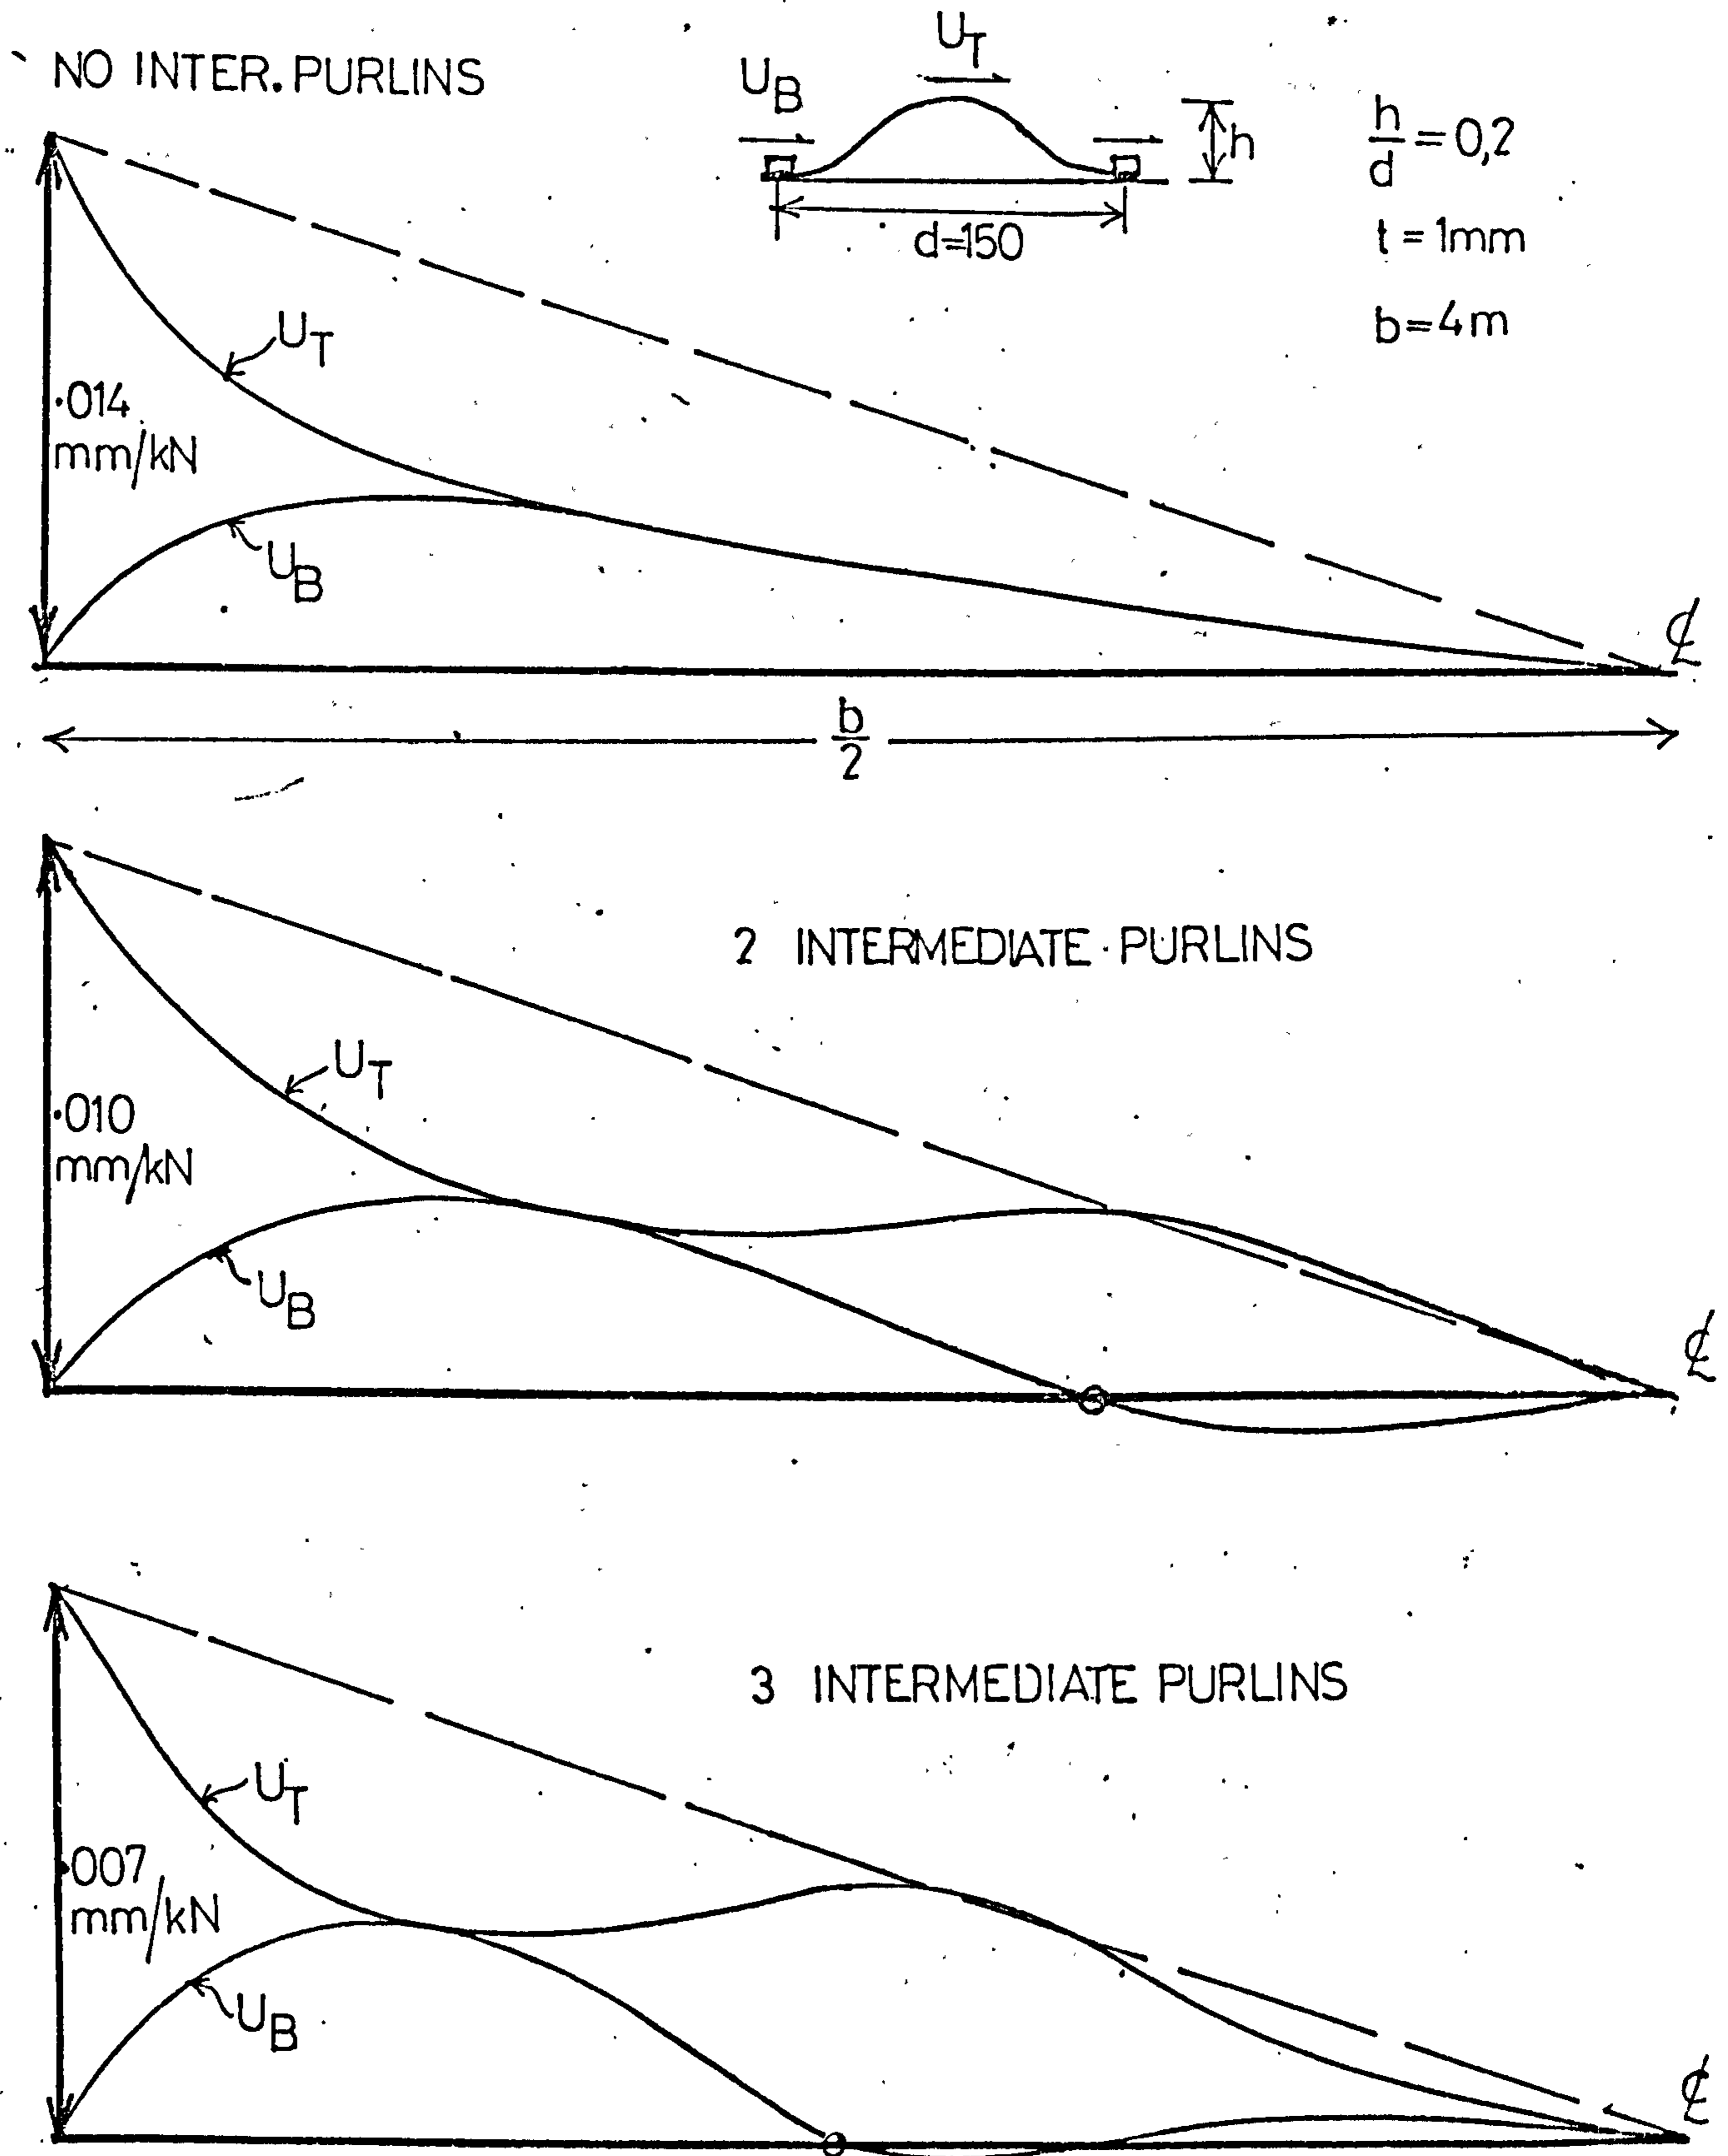 NO INTER. PURLINS
U_T
U_B
h
d=150
h/d = 0,2
t = 1mm
b = 4m
U_T
·014
mm/kN
U_B
℄
b/2
2 INTERMEDIATE PURLINS
U_T
·010
mm/kN
U_B
℄
3 INTERMEDIATE PURLINS
U_T
·007
mm/kN
U_B
℄